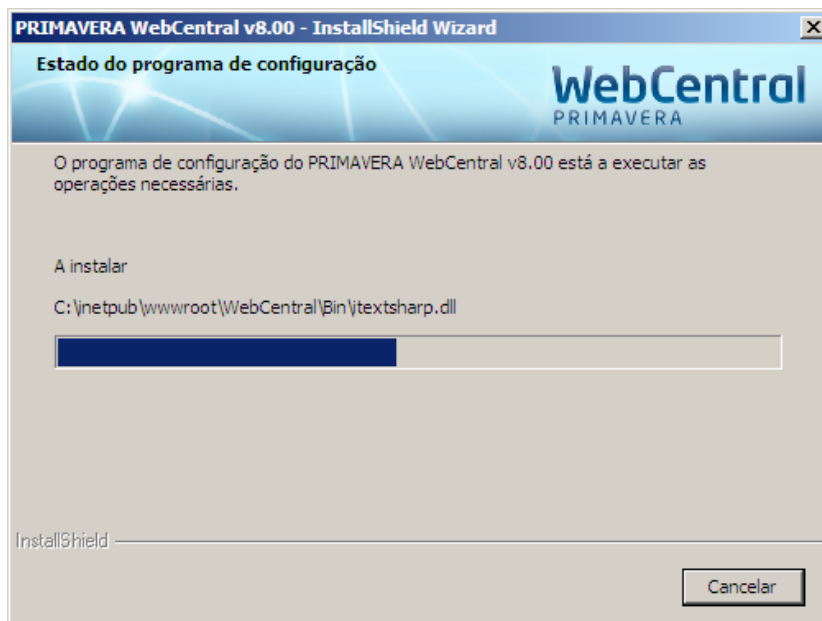 PRIMAVERA WebCentral v8.00 - InstallShield Wizard
Estado do programa de configuração
WebCentral
PRIMAVERA
O programa de configuração do PRIMAVERA WebCentral v8.00 está a executar as
operações necessárias.
A instalar
C:\inetpub\wwwroot\WebCentral\Bin\itextsharp.dll
InstallShield
Cancelar